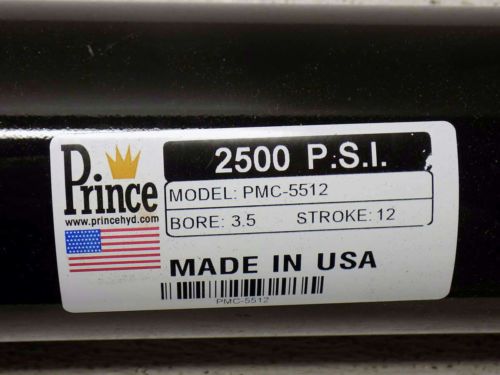 Prince
www.princehyd.com
2500 P.S.I.
MODEL: PMC-5512
BORE: 3.5 STROKE: 12
MADE IN USA
PMC-5512